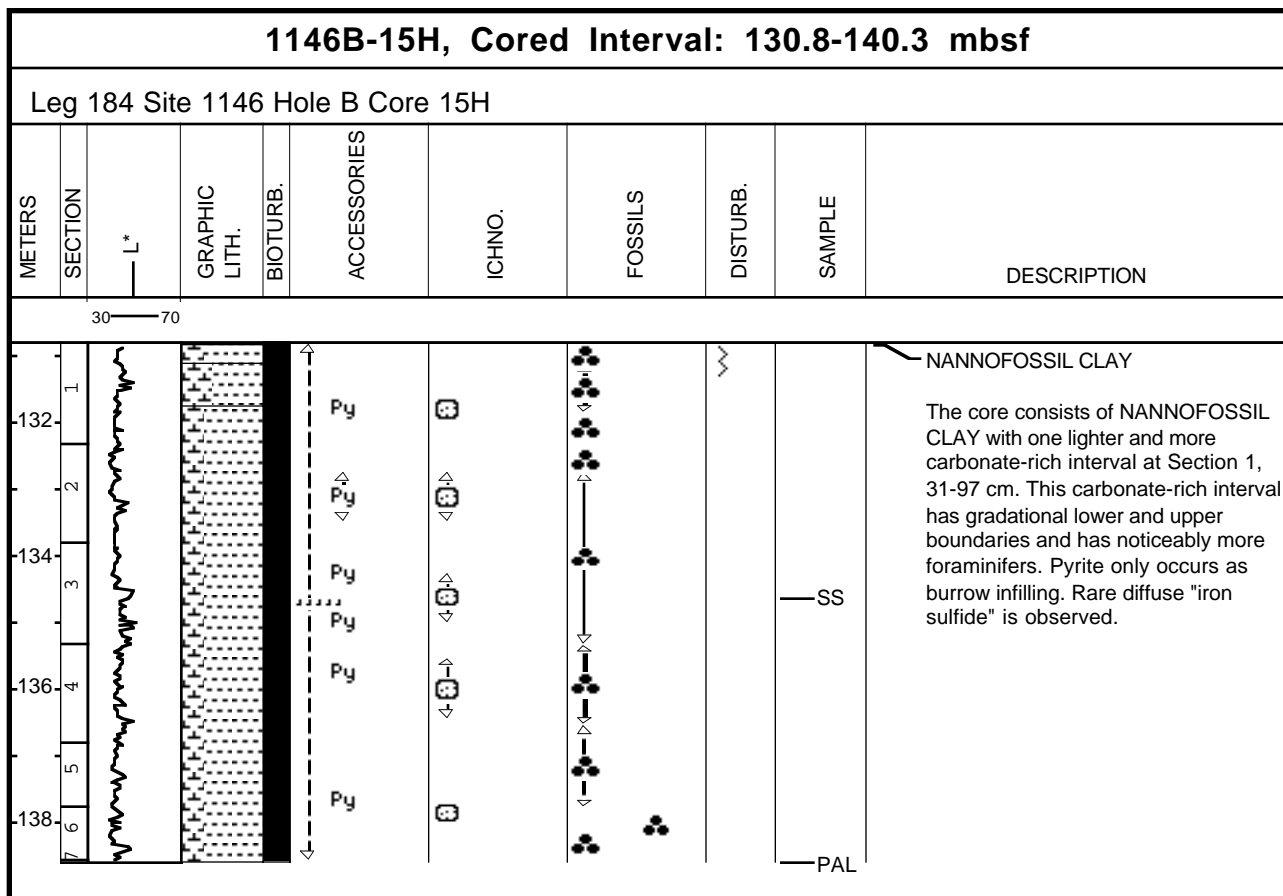 1146B-15H, Cored Interval: 130.8-140.3 mbsf
Leg 184 Site 1146 Hole B Core 15H
METERS
SECTION
L*
GRAPHIC
LITH.
BIOTURB.
ACCESSORIES
ICHNO.
FOSSILS
DISTURB.
SAMPLE
DESCRIPTION
30 70
NANNOFOSSIL CLAY
The core consists of NANNOFOSSIL
CLAY with one lighter and more
carbonate-rich interval at Section 1,
31-97 cm. This carbonate-rich interval
has gradational lower and upper
boundaries and has noticeably more
foraminifers. Pyrite only occurs as
burrow infilling. Rare diffuse "iron
sulfide" is observed.
1
Py
132
2
Py
134
3
Py
SS
Py
4
Py
136
5
Py
138
6
7
PAL